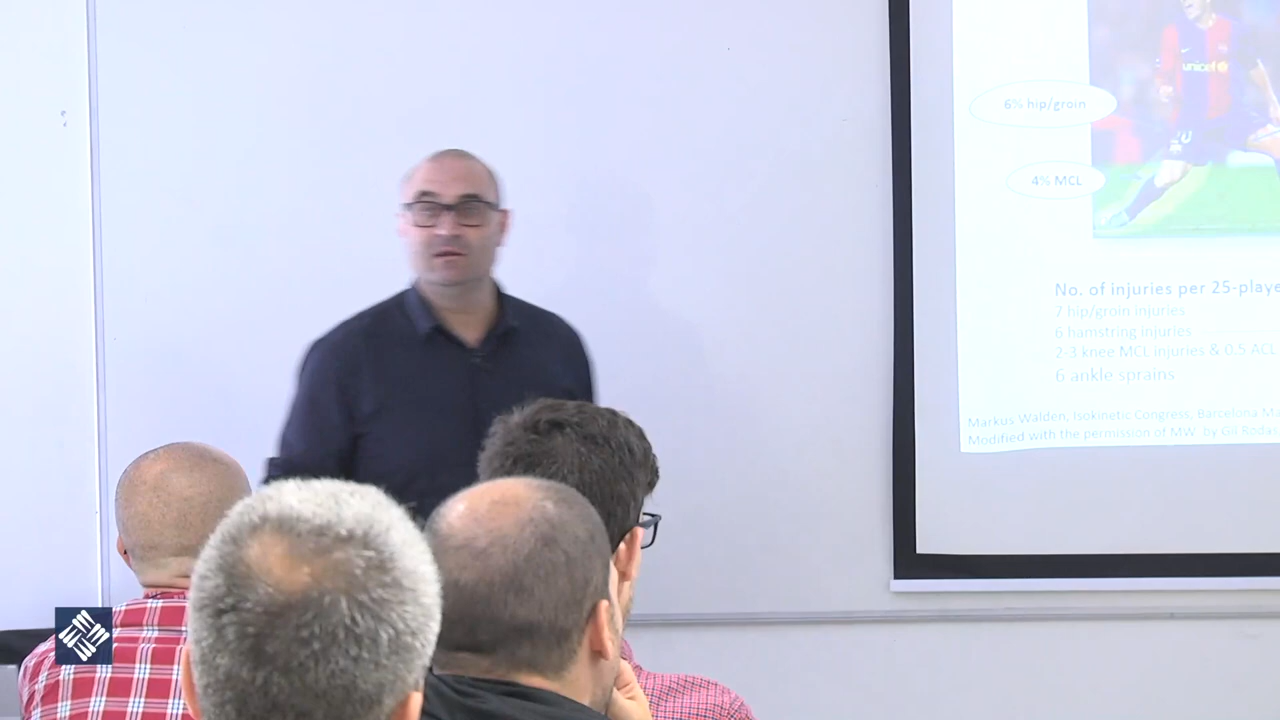 unicef
6% hip/groin
4% MCL
No. of injuries per 25-playe
7 hip/groin injuries
6 hamstring injuries
2-3 knee MCL injuries & 0.5 ACL
6 ankle sprains
Markus Walden, Isokinetic Congress, Barcelona Ma
Modified with the permission of MW by Gil Rodas